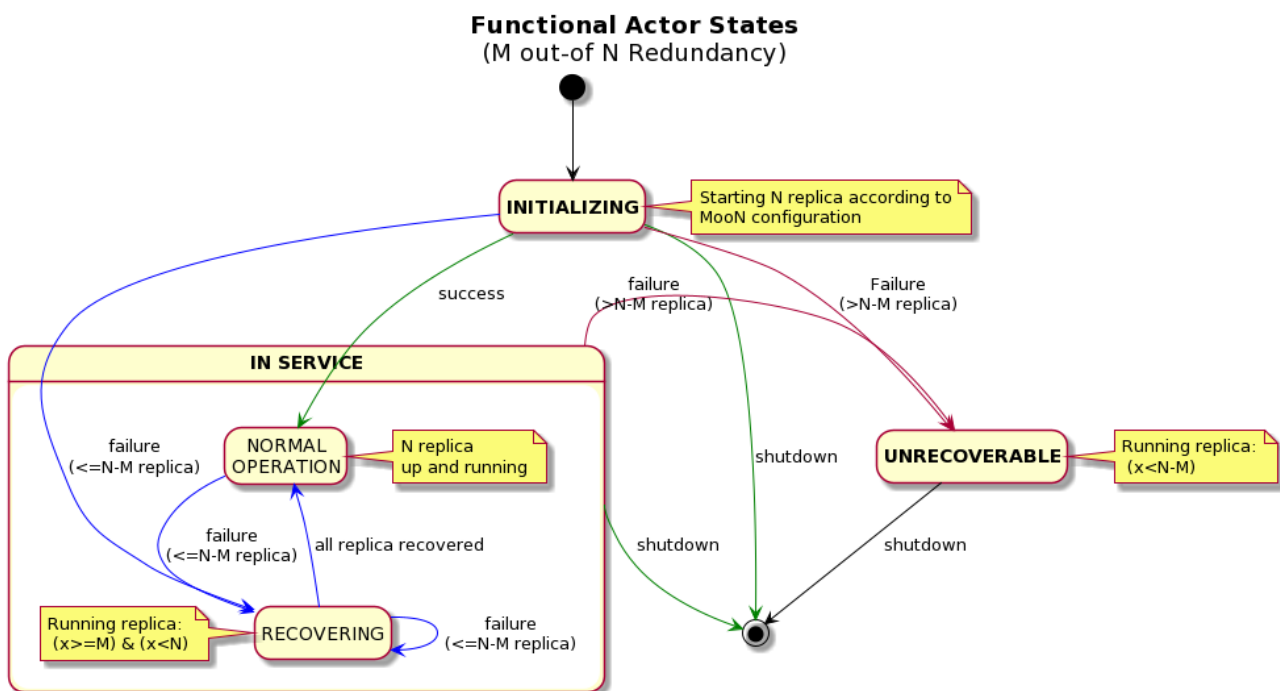 Functional Actor States
(M out-of N Redundancy)
INITIALIZING
Starting N replica according to
MooN configuration
success
failure
(>N-M replica)
Failure
(>N-M replica)
IN SERVICE
failure
(<=N-M replica)
NORMAL
OPERATION
N replica
up and running
shutdown
UNRECOVERABLE
Running replica:
(x<N-M)
failure
(<=N-M replica)
all replica recovered
shutdown
shutdown
Running replica:
(x>=M) & (x<N)
RECOVERING
failure
(<=N-M replica)